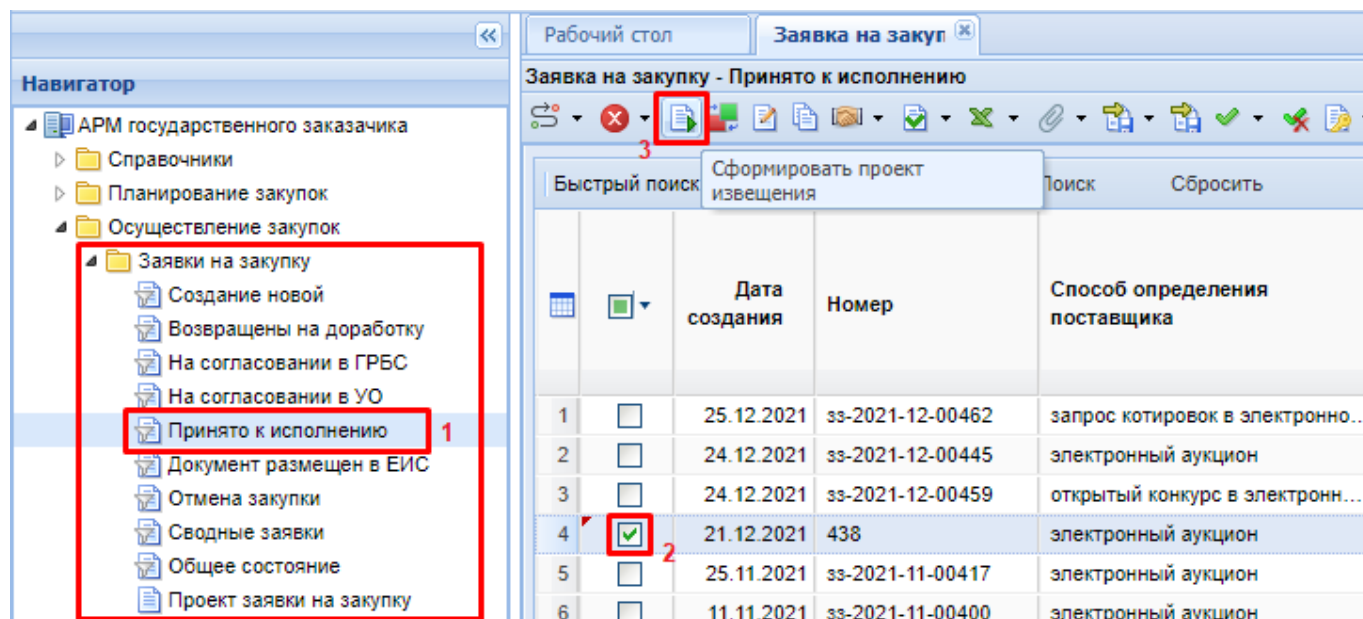 Навигатор
АРМ государственного заказачика
Справочники
Планирование закупок
Осуществление закупок
Заявки на закупку
Создание новой
Возвращены на доработку
На согласовании в ГРБС
На согласовании в УО
Принято к исполнению 1
Документ размещен в ЕИС
Отмена закупки
Сводные заявки
Общее состояние
Проект заявки на закупку
Рабочий стол Заявка на закуп
Заявка на закупку - Принято к исполнению
3
Сформировать проект
извещения
Быстрый поиск Поиск Сбросить
Дата
создания
Номер
Способ определения
поставщика
1 25.12.2021 зз-2021-12-00462 запрос котировок в электронно...
2 24.12.2021 зз-2021-12-00445 электронный аукцион
3 24.12.2021 зз-2021-12-00459 открытый конкурс в электронн...
4 2 21.12.2021 438 электронный аукцион
5 25.11.2021 зз-2021-11-00417 электронный аукцион
6 11.11.2021 зз-2021-11-00400 электронный аукцион